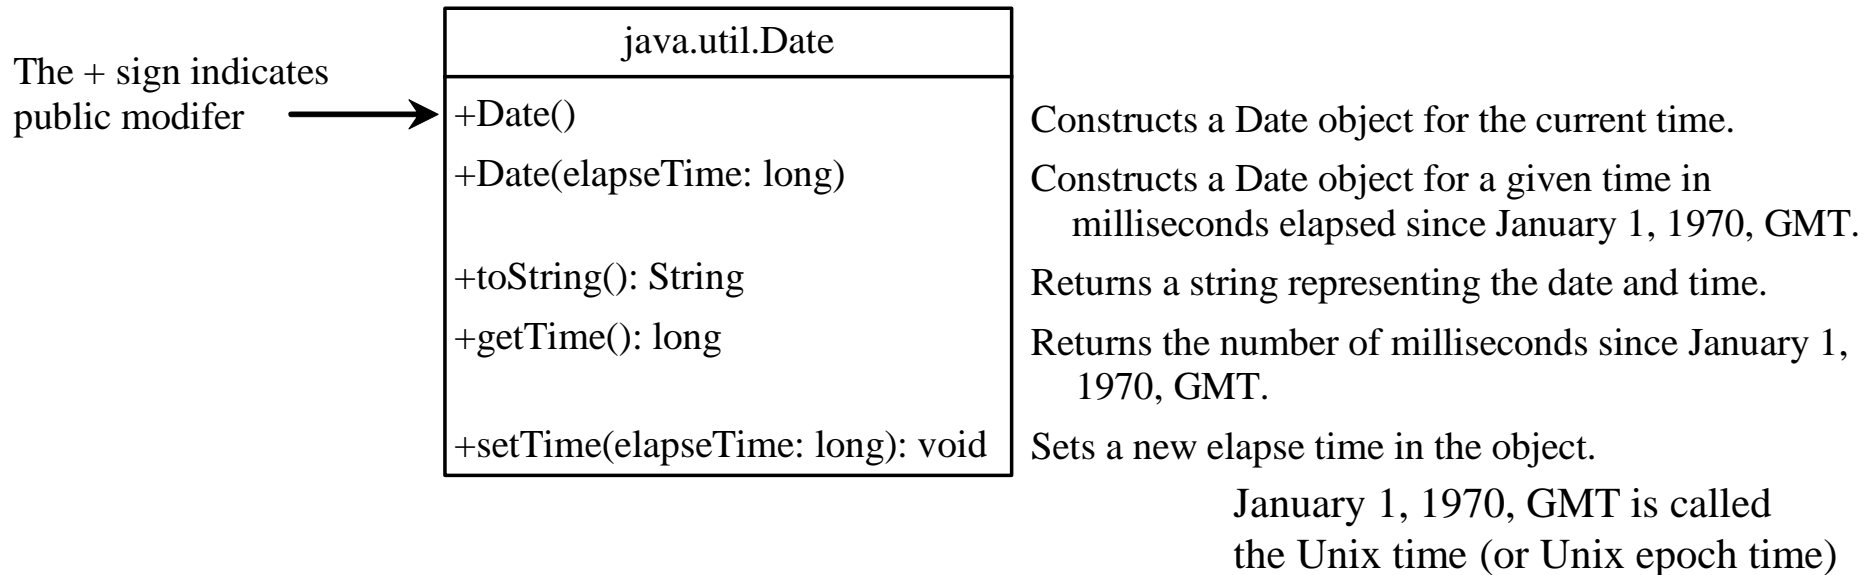 java.util.Date
The + sign indicates
public modifer
+Date()
Constructs a Date object for the current time.
+Date(elapseTime: long)
Constructs a Date object for a given time in
milliseconds elapsed since January 1, 1970, GMT.
+toString(): String
Returns a string representing the date and time.
+getTime(): long
Returns the number of milliseconds since January 1,
1970, GMT.
+setTime(elapseTime: long): void
Sets a new elapse time in the object.
January 1, 1970, GMT is called
the Unix time (or Unix epoch time)